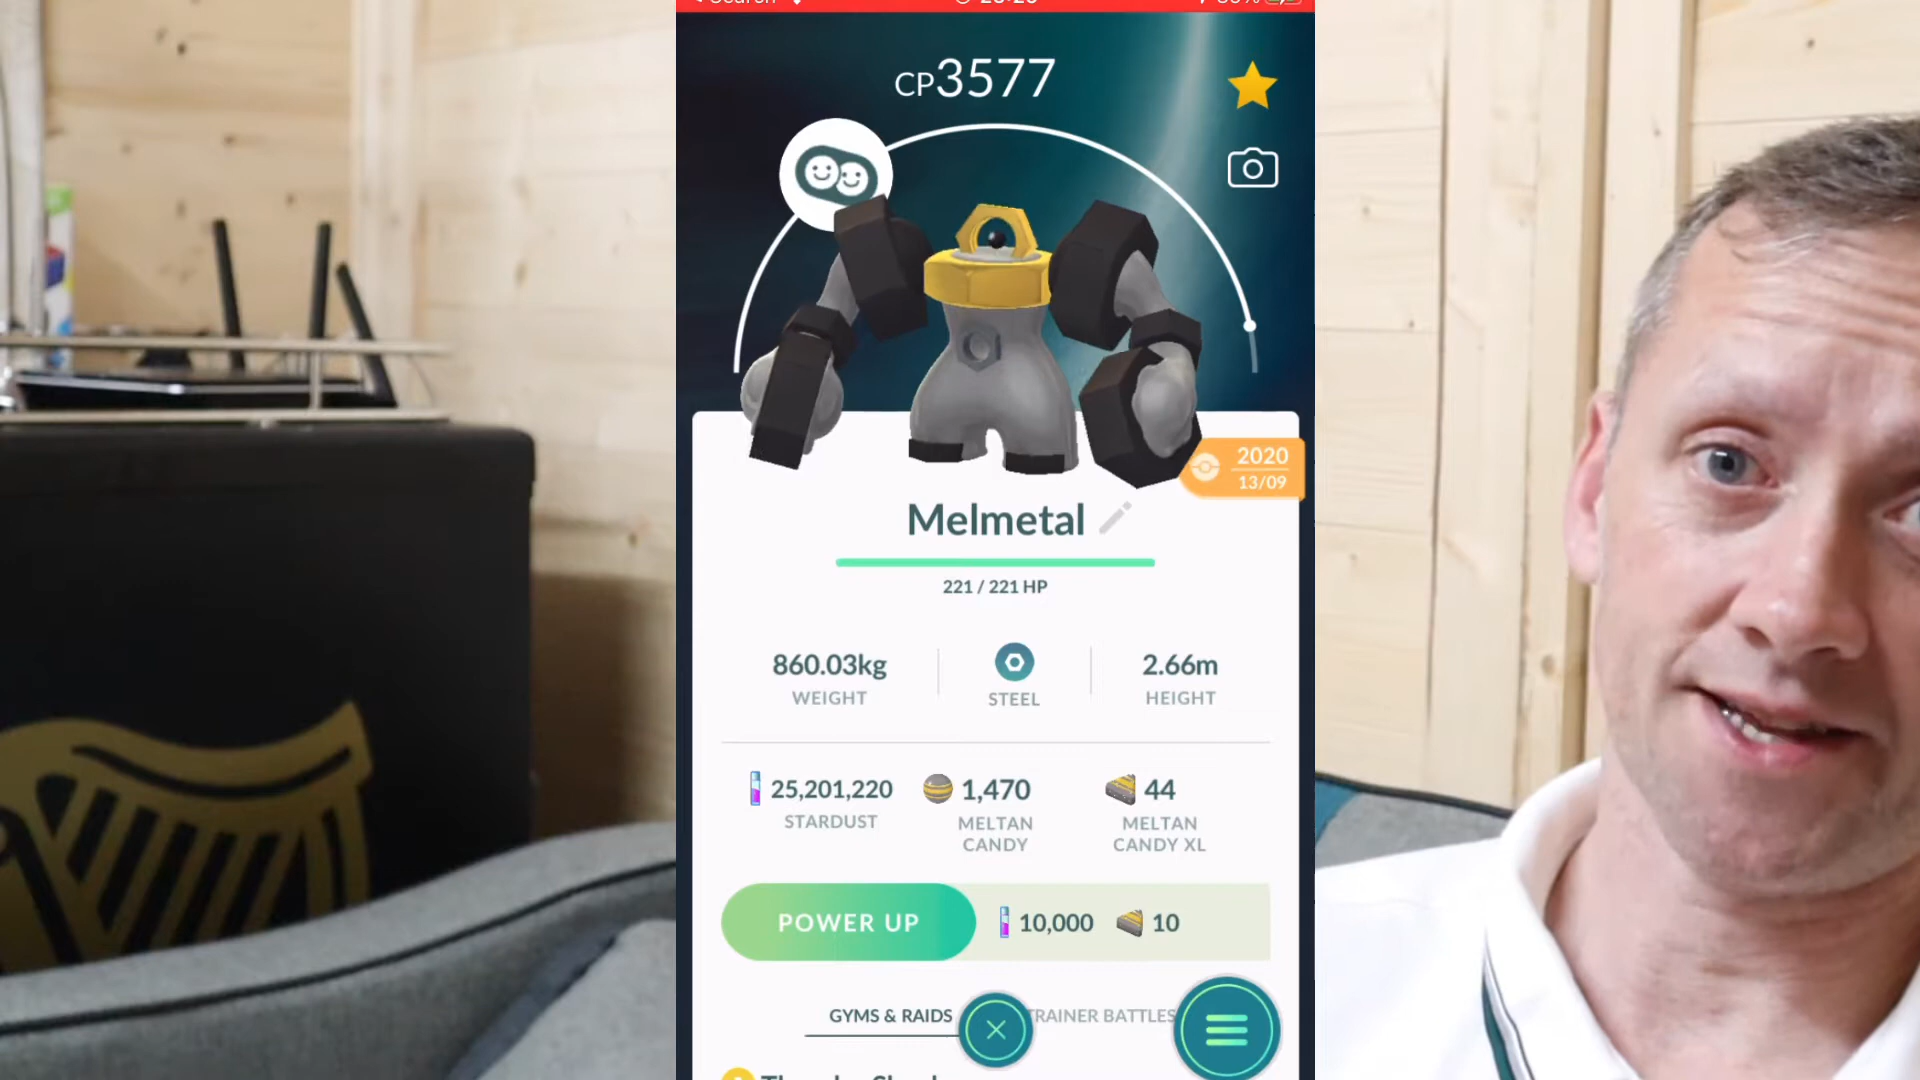 CP3577
2020
13/09
Melmetal
221 / 221 HP
860.03kg
WEIGHT
STEEL
2.66m
HEIGHT
25,201,220
STARDUST
1,470
MELTAN
CANDY
44
MELTAN
CANDY XL
POWER UP
10,000
10
GYMS & RAIDS
TRAINER BATTLES